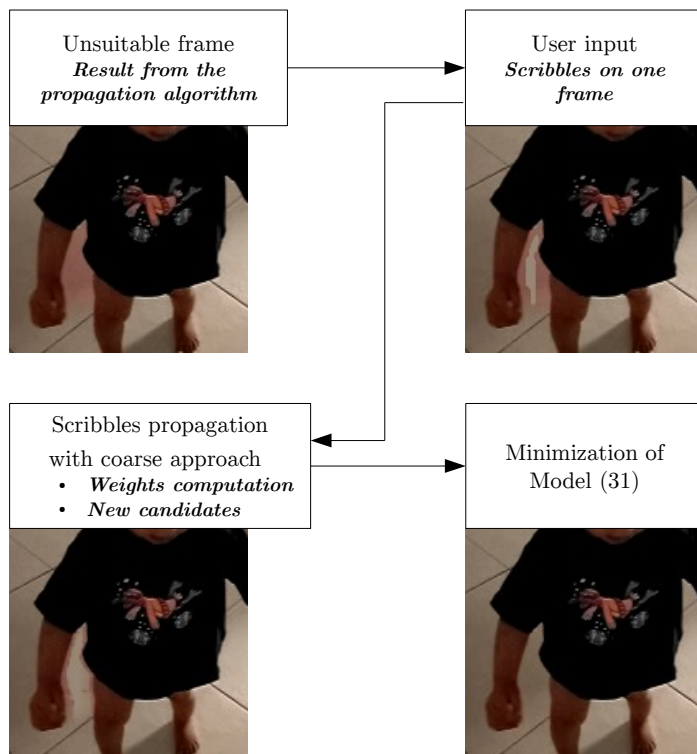 Unsuitable frame
Result from the
propagation algorithm
User input
Scribbles on one
frame
Scribbles propagation
with coarse approach
• Weights computation
• New candidates
Minimization of
Model (31)